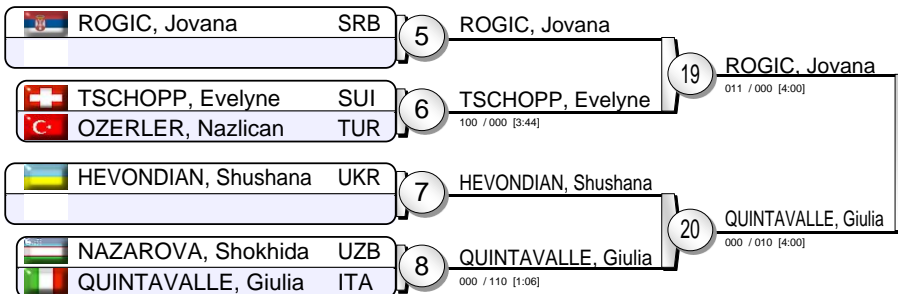 ROGIC, Jovana SRB
5
ROGIC, Jovana
TSCHOPP, Evelyne SUI
OZERLER, Nazlican TUR
6
TSCHOPP, Evelyne
100 / 000 [3:44]
19
ROGIC, Jovana
011 / 000 [4:00]
HEVONDIAN, Shushana UKR
7
HEVONDIAN, Shushana
NAZAROVA, Shokhida UZB
QUINTAVALLE, Giulia ITA
8
QUINTAVALLE, Giulia
000 / 110 [1:06]
20
QUINTAVALLE, Giulia
000 / 010 [4:00]